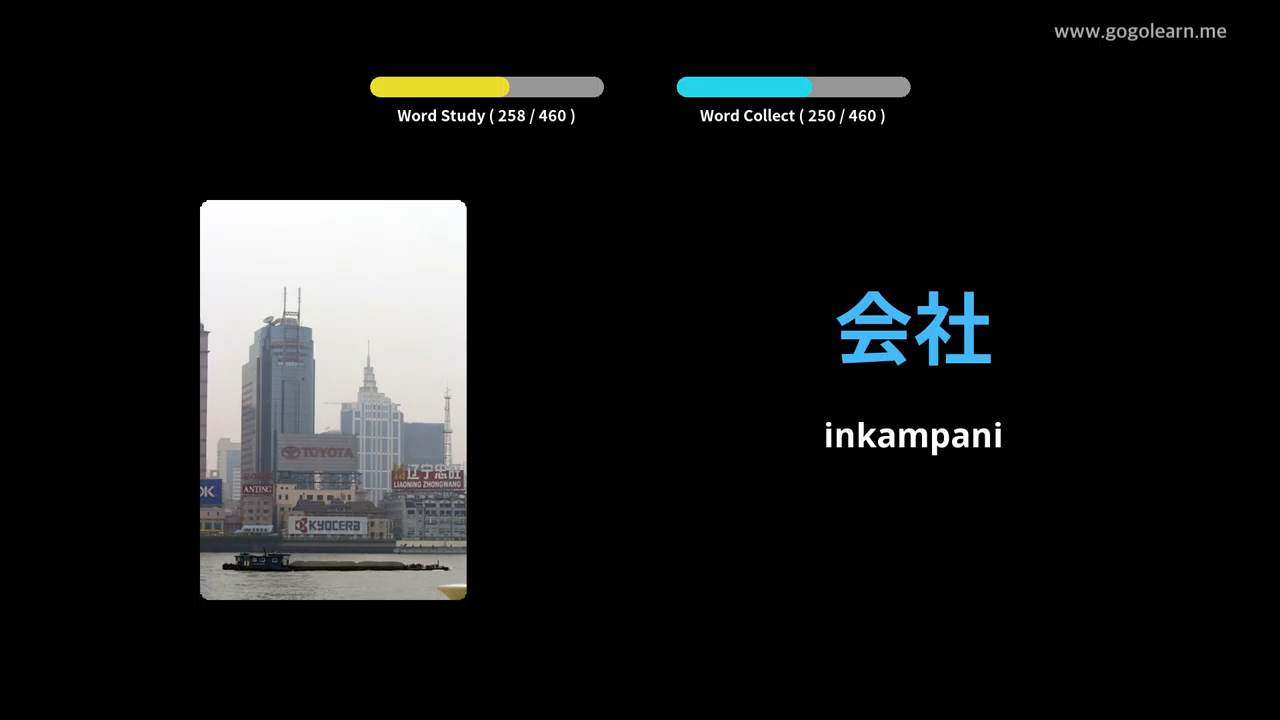 www.gogolearn.me
Word Study ( 258 / 460 )
Word Collect ( 250 / 460 )
会社
inkampani
TOYOTA
辽宁忠旺
LIAONING ZHONGWANG
OK
ANTING
KYOCERA